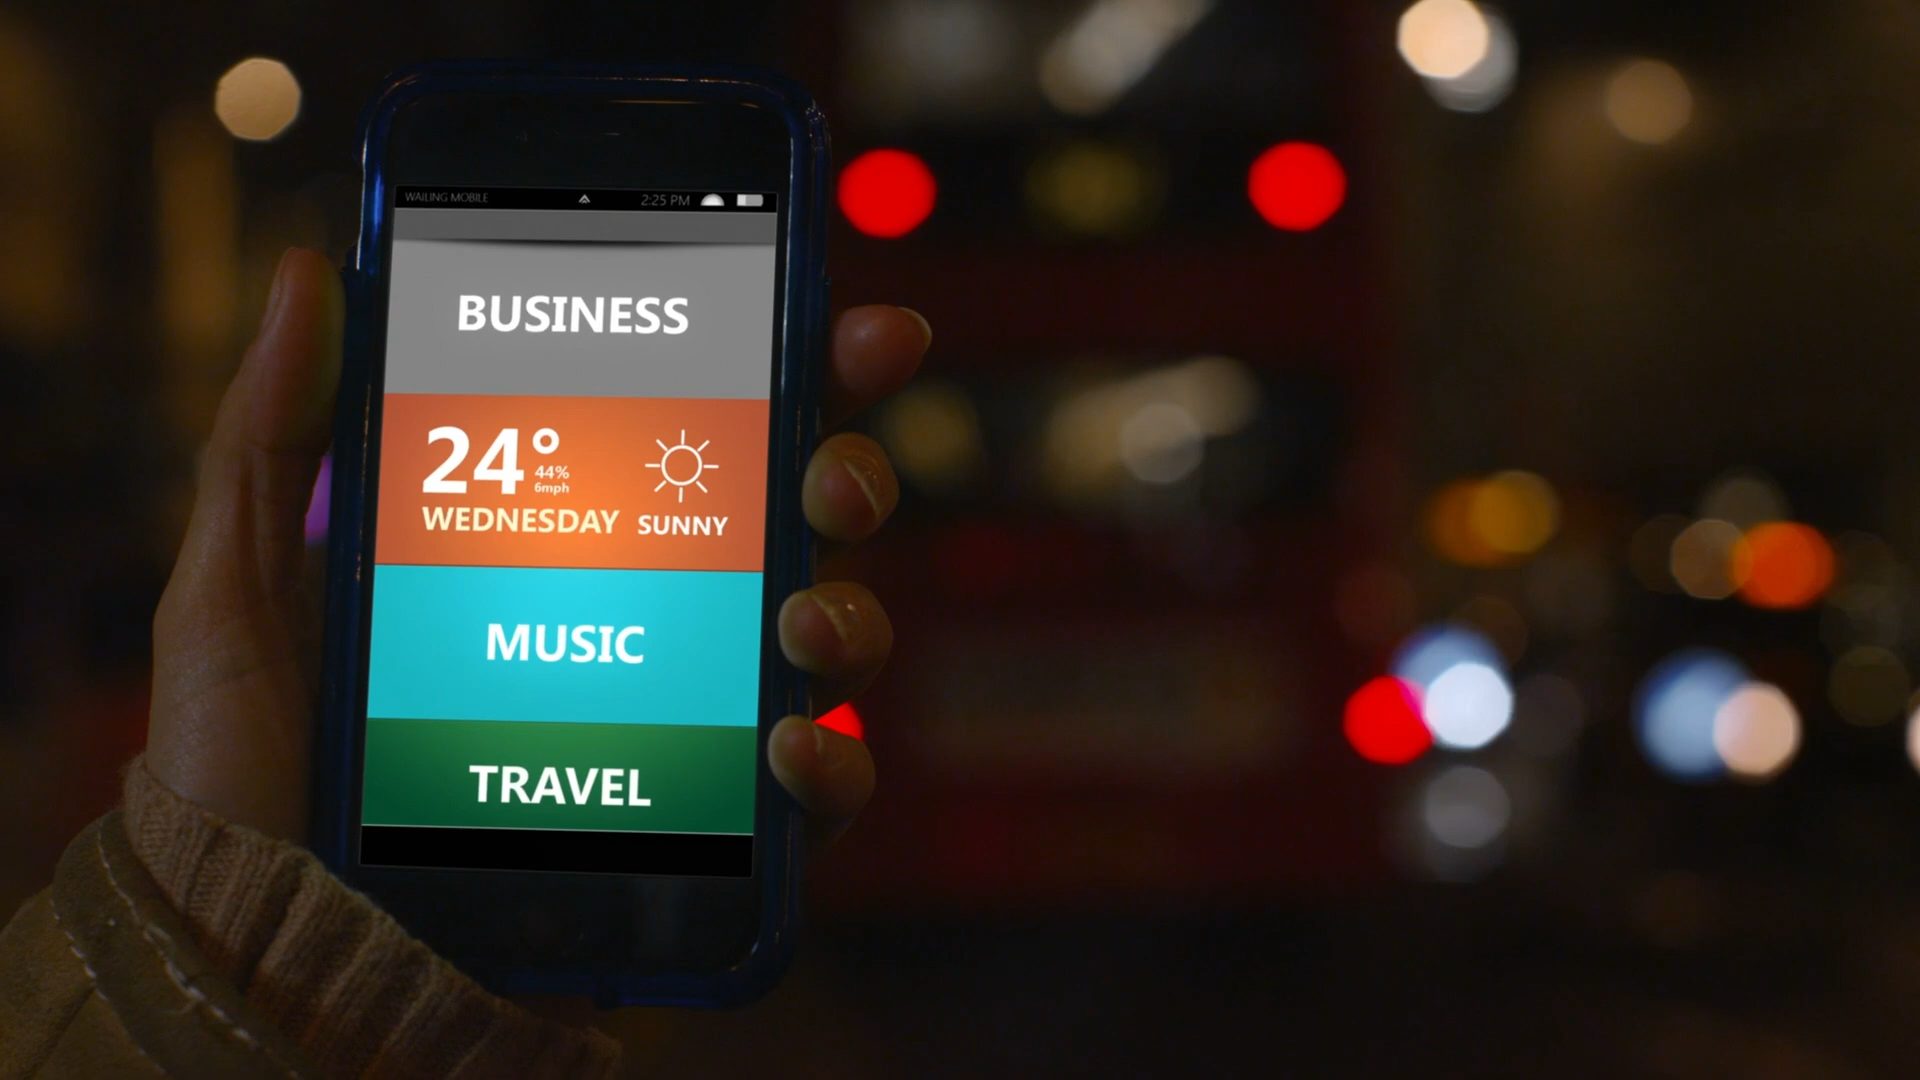 WAILING MOBILE 2:25 PM
BUSINESS
24°
44%
6mph
WEDNESDAY SUNNY
MUSIC
TRAVEL